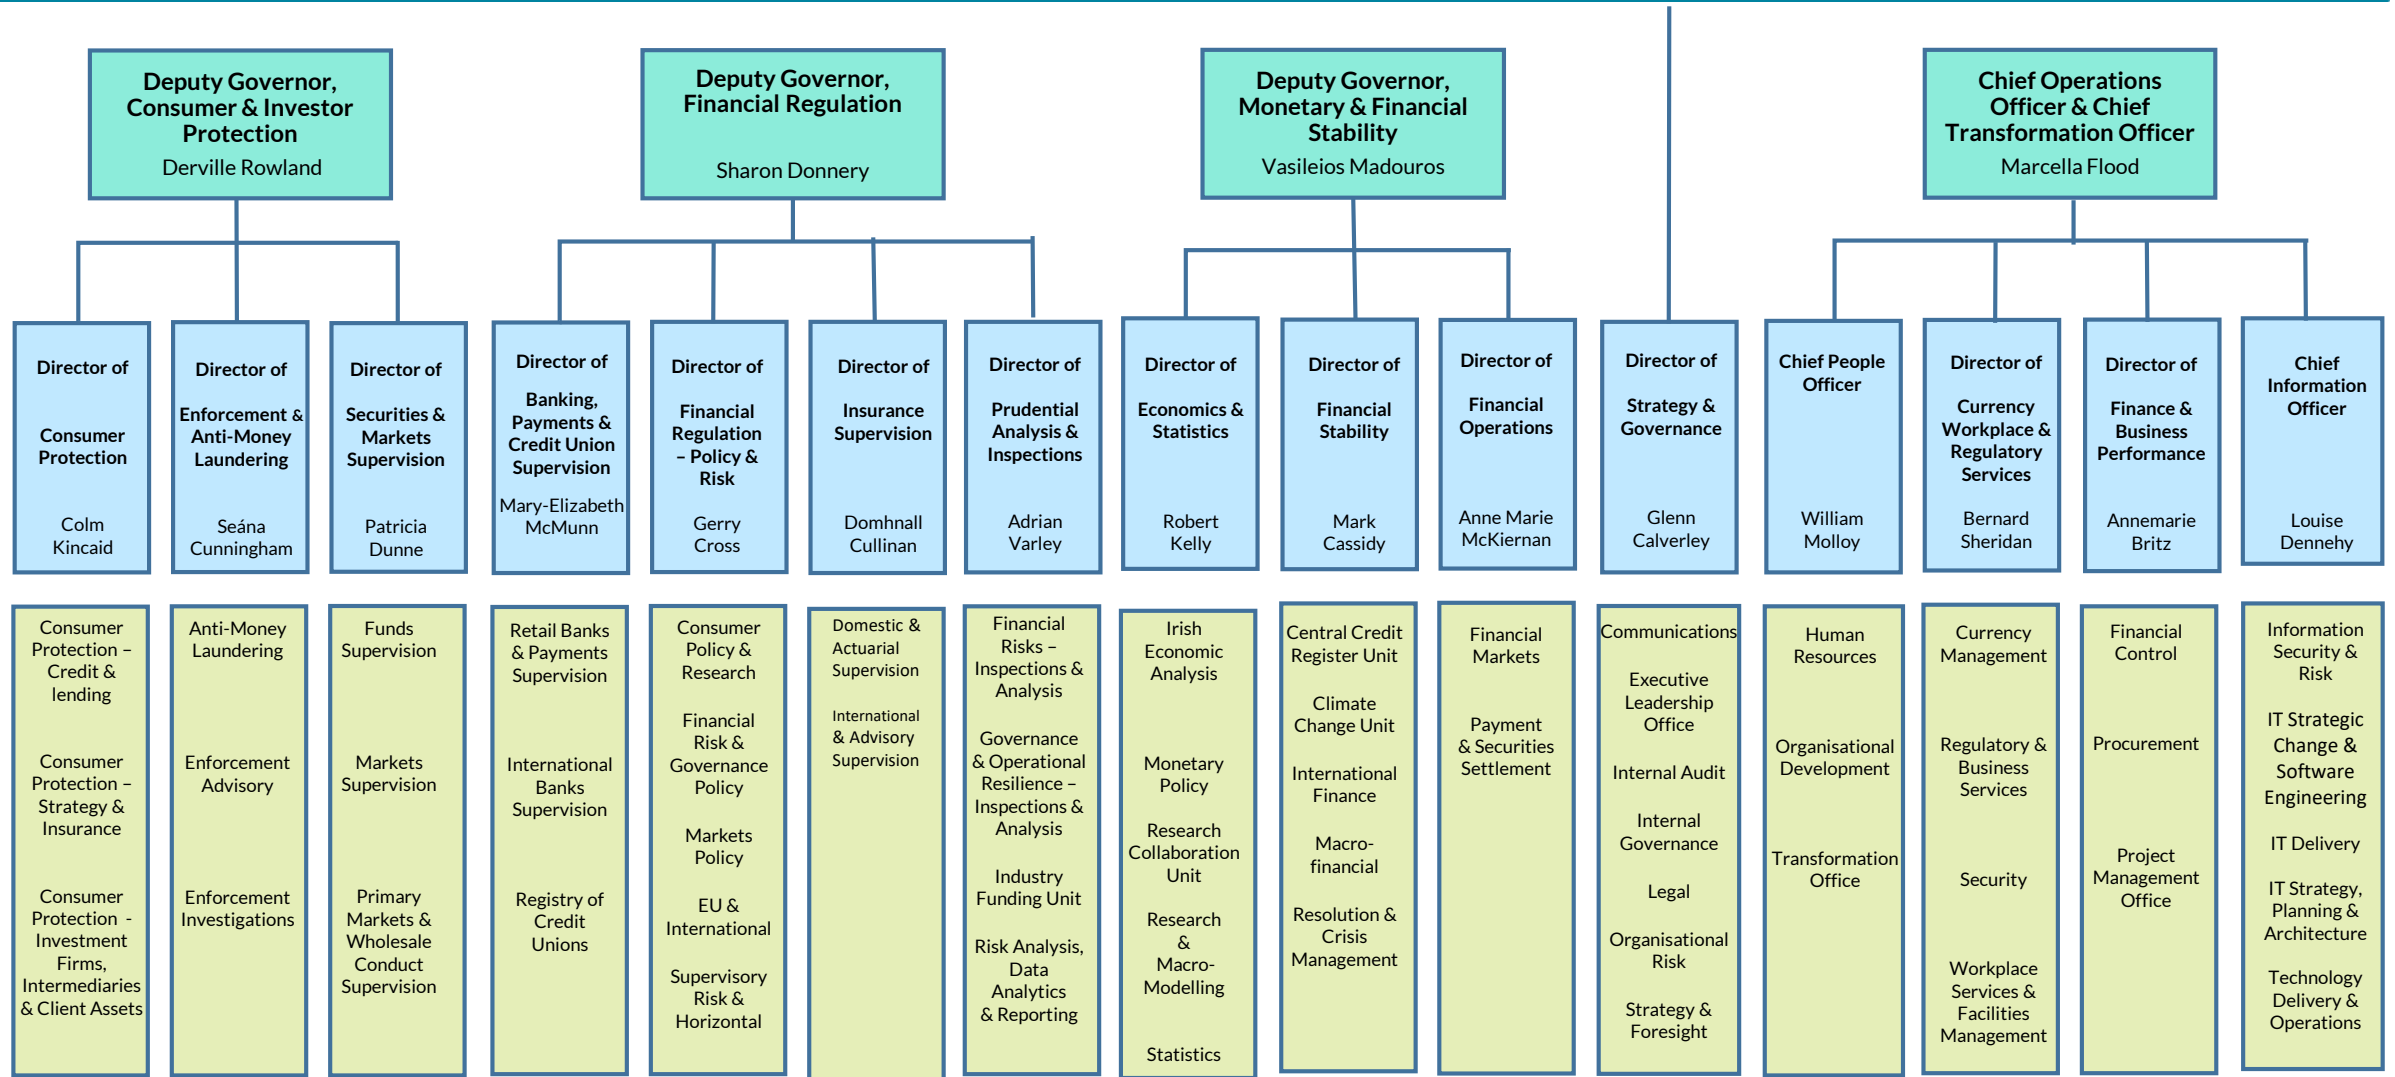 Deputy Governor,
Consumer & Investor
Protection
Derville Rowland
Deputy Governor,
Financial Regulation
Sharon Donnery
Deputy Governor,
Monetary & Financial
Stability
Vasileios Madouros
Chief Operations
Officer & Chief
Transformation Officer
Marcella Flood
Director of
Consumer
Protection
Colm
Kincaid
Director of
Enforcement &
Anti-Money
Laundering
Seána
Cunningham
Director of
Securities &
Markets
Supervision
Patricia
Dunne
Director of
Banking,
Payments &
Credit Union
Supervision
Mary-Elizabeth
McMunn
Director of
Financial
Regulation
– Policy &
Risk
Gerry
Cross
Director of
Insurance
Supervision
Domhnall
Cullinan
Director of
Prudential
Analysis &
Inspections
Adrian
Varley
Director of
Economics &
Statistics
Robert
Kelly
Director of
Financial
Stability
Mark
Cassidy
Director of
Financial
Operations
Anne Marie
McKiernan
Director of
Strategy &
Governance
Glenn
Calverley
Chief People
Officer
William
Molloy
Director of
Currency
Workplace &
Regulatory
Services
Bernard
Sheridan
Director of
Finance &
Business
Performance
Annemarie
Britz
Chief
Information
Officer
Louise
Dennehy
Consumer
Protection –
Credit &
lending
Consumer
Protection –
Strategy &
Insurance
Consumer
Protection -
Investment
Firms,
Intermediaries
& Client Assets
Anti-Money
Laundering
Enforcement
Advisory
Enforcement
Investigations
Funds
Supervision
Markets
Supervision
Primary
Markets &
Wholesale
Conduct
Supervision
Retail Banks
& Payments
Supervision
International
Banks
Supervision
Registry of
Credit
Unions
Consumer
Policy &
Research
Financial
Risk &
Governance
Policy
Markets
Policy
EU &
International
Supervisory
Risk &
Horizontal
Domestic &
Actuarial
Supervision
International
& Advisory
Supervision
Financial
Risks –
Inspections &
Analysis
Governance
& Operational
Resilience –
Inspections &
Analysis
Industry
Funding Unit
Risk Analysis,
Data
Analytics
& Reporting
Irish
Economic
Analysis
Monetary
Policy
Research
Collaboration
Unit
Research
&
Macro-
Modelling
Statistics
Central Credit
Register Unit
Climate
Change Unit
International
Finance
Macro-
financial
Resolution &
Crisis
Management
Financial
Markets
Payment
& Securities
Settlement
Communications
Executive
Leadership
Office
Internal Audit
Internal
Governance
Legal
Organisational
Risk
Strategy &
Foresight
Human
Resources
Organisational
Development
Transformation
Office
Currency
Management
Regulatory &
Business
Services
Security
Workplace
Services &
Facilities
Management
Financial
Control
Procurement
Project
Management
Office
Information
Security &
Risk
IT Strategic
Change &
Software
Engineering
IT Delivery
IT Strategy,
Planning &
Architecture
Technology
Delivery &
Operations